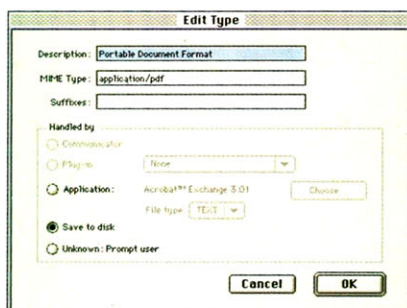 Edit Type
Description: Portable Document Format
MIME Type: application/pdf
Suffixes:
Handled by
Communicator
Plug-in: None
Application: Acrobat™ Exchange 3.01 Choose
File type: TEXT
Save to disk
Unknown: Prompt user
Cancel OK